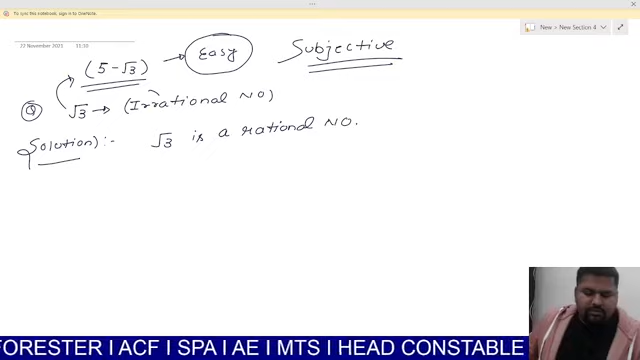 To sync this notebook, sign in to OneNote.
New » New Section 4
22 November 2021 11:10
(5-√3) → Easy Subjective
Q √3 → (Irrational NO)
Solution):- √3 is a rational NO.
FORESTER I ACF I SPA I AE I MTS I HEAD CONSTABLE